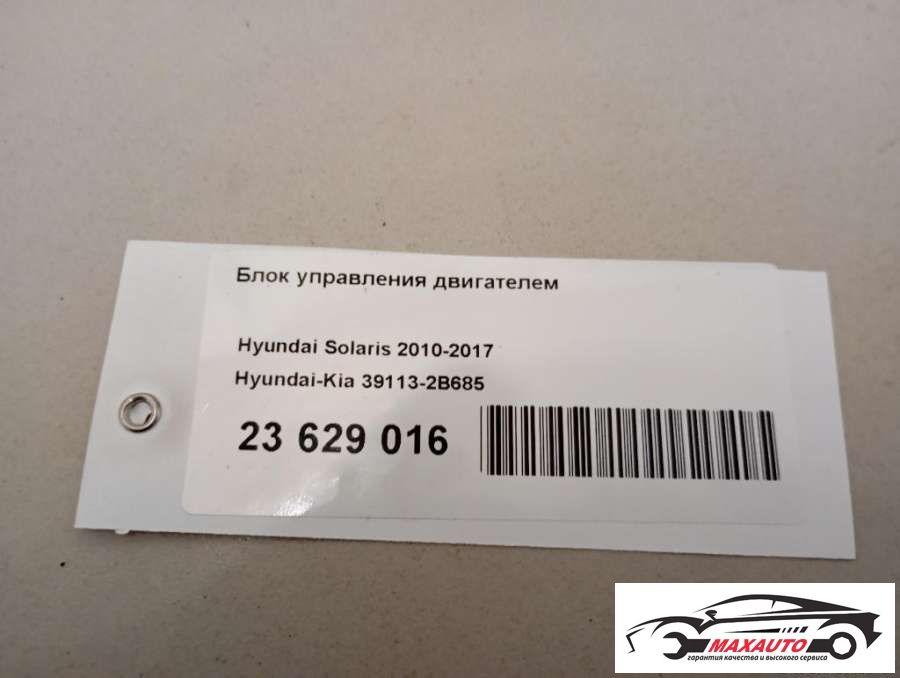 Блок управления двигателем
Hyundai Solaris 2010-2017
Hyundai-Kia 39113-2B685
23 629 016
MAXAUTO
гарантия качества и высокого сервиса